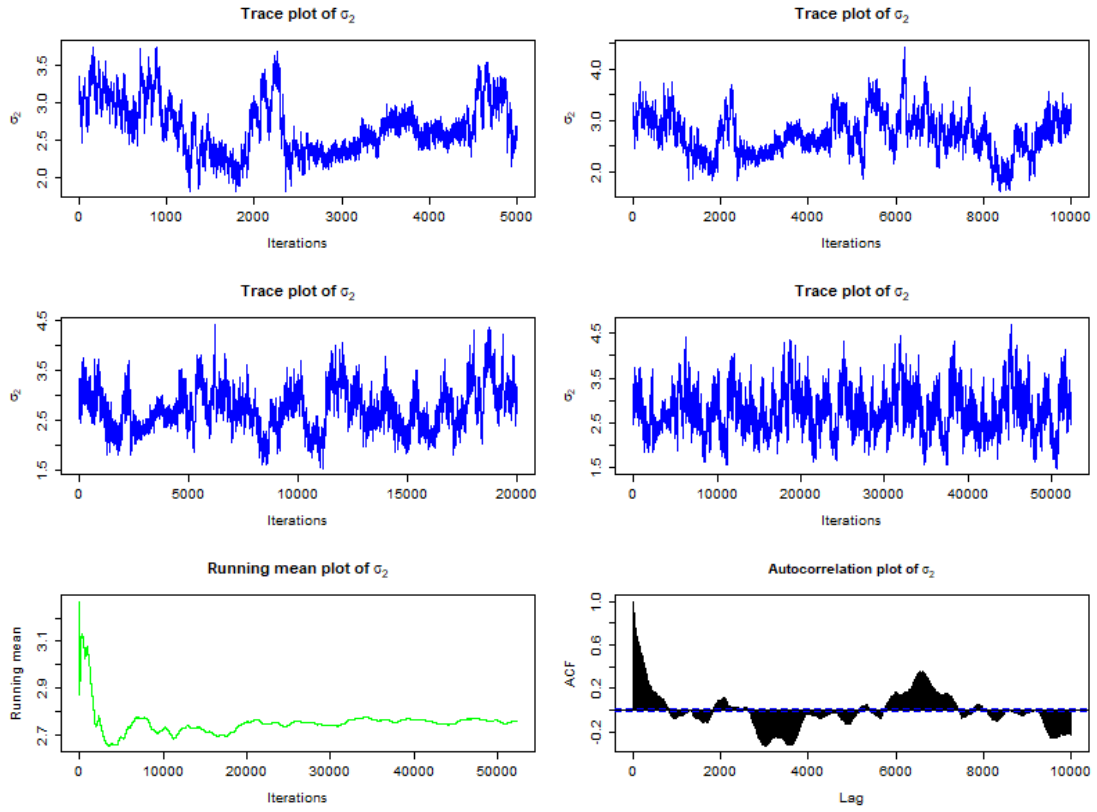 Trace plot of σ2
σ2
2.0 2.5 3.0 3.5
0 1000 2000 3000 4000 5000
Iterations
Trace plot of σ2
σ2
2.0 3.0 4.0
0 2000 4000 6000 8000 10000
Iterations
Trace plot of σ2
σ2
1.5 2.5 3.5 4.5
0 5000 10000 15000 20000
Iterations
Trace plot of σ2
σ2
1.5 2.5 3.5 4.5
0 10000 20000 30000 40000 50000
Iterations
Running mean plot of σ2
Running mean
2.7 2.9 3.1
0 10000 20000 30000 40000 50000
Iterations
Autocorrelation plot of σ2
ACF
-0.2 0.2 0.6 1.0
0 2000 4000 6000 8000 10000
Lag